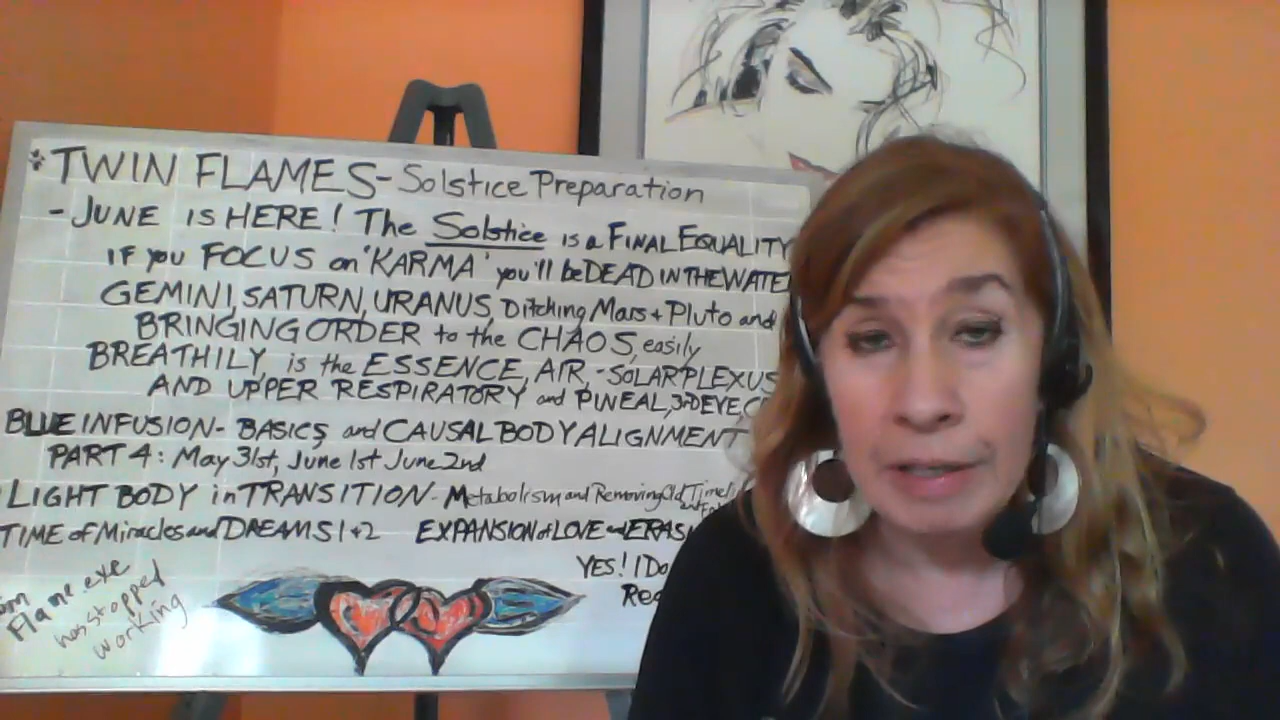 * TWIN FLAMES - Solstice Preparation
- JUNE IS HERE! The Solstice is a FINAL EQUALITY
IF you FOCUS on 'KARMA' you'll be DEAD IN THE WATE
GEMINI, SATURN, URANUS, Ditching Mars + Pluto and
BRINGING ORDER to the CHAOS, easily
BREATHILY, is the ESSENCE, AIR, - SOLAR PLEXUS
AND UPPER RESPIRATORY and PINEAL, 3rd EYE, C
BLUE INFUSION - BASICS and CAUSAL BODY ALIGNMENT
PART 4: May 31st, June 1st June 2nd
LIGHT BODY in TRANSITION - Metabolism and Removing Old Timeli
TIME of Miracles and DREAMS 1 + 2 EXPANSION of LOVE and ERAS
YES! I Do
Flame.exe
has stopped
working